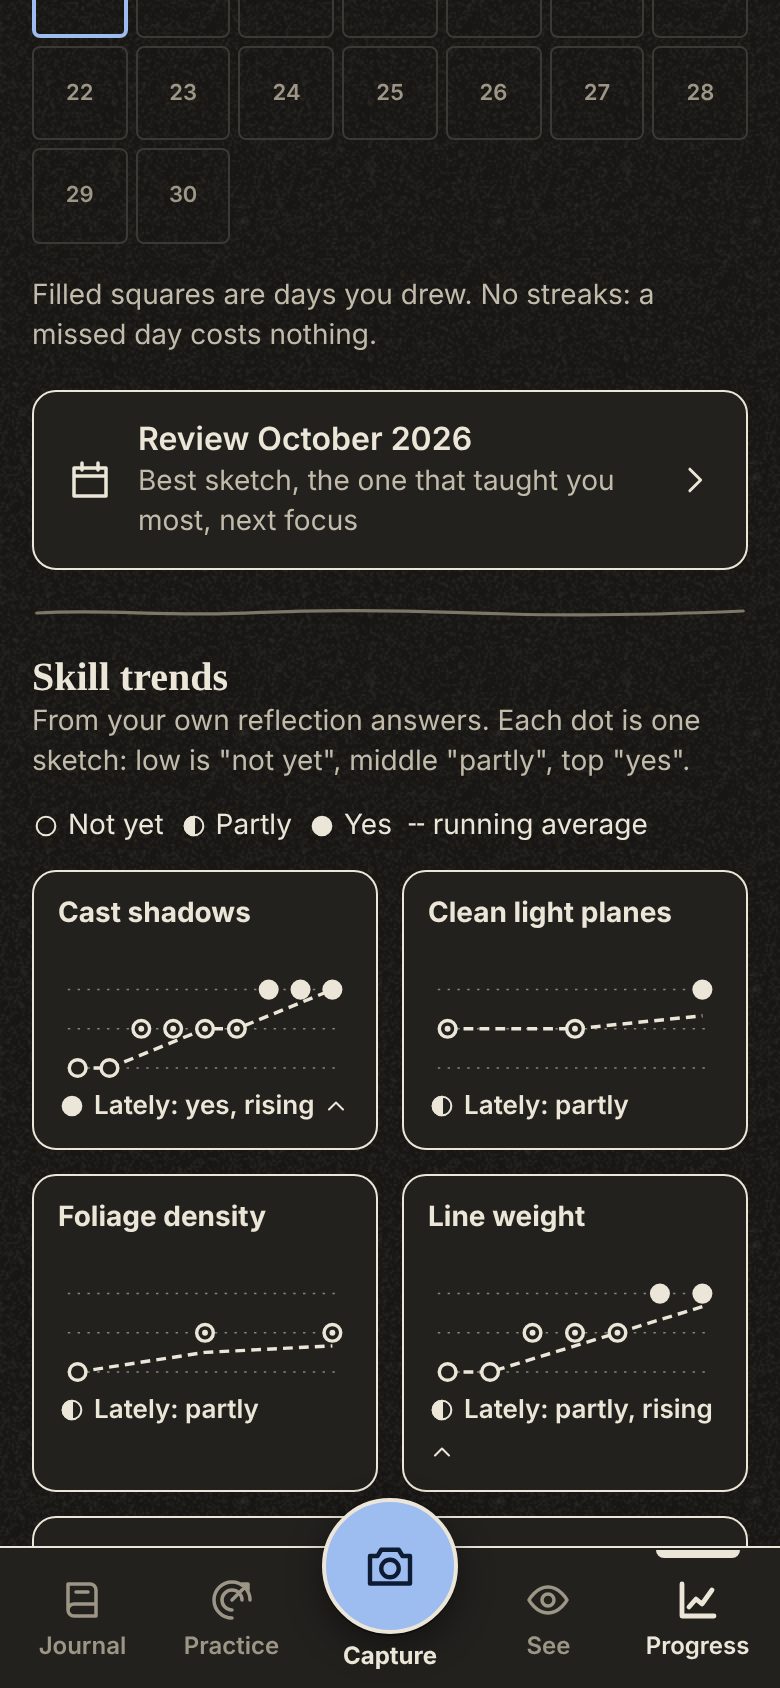 22 23 24 25 26 27 28
29 30
Filled squares are days you drew. No streaks: a
missed day costs nothing.
Review October 2026
Best sketch, the one that taught you
most, next focus
Skill trends
From your own reflection answers. Each dot is one
sketch: low is "not yet", middle "partly", top "yes".
Not yet Partly Yes -- running average
Cast shadows
Lately: yes, rising
Clean light planes
Lately: partly
Foliage density
Lately: partly
Line weight
Lately: partly, rising
Journal Practice Capture See Progress